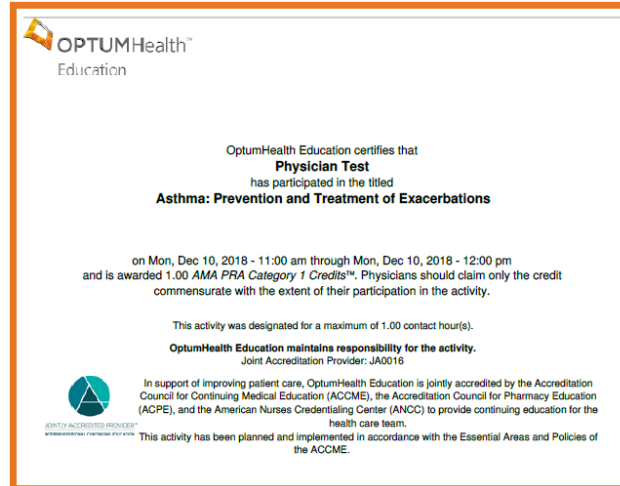 OPTUMHealth™
Education
OptumHealth Education certifies that
Physician Test
has participated in the titled
Asthma: Prevention and Treatment of Exacerbations
on Mon, Dec 10, 2018 - 11:00 am through Mon, Dec 10, 2018 - 12:00 pm
and is awarded 1.00 AMA PRA Category 1 Credits™. Physicians should claim only the credit
commensurate with the extent of their participation in the activity.
This activity was designated for a maximum of 1.00 contact hour(s).
OptumHealth Education maintains responsibility for the activity.
Joint Accreditation Provider: JA0016
In support of improving patient care, OptumHealth Education is jointly accredited by the Accreditation
Council for Continuing Medical Education (ACCME), the Accreditation Council for Pharmacy Education
(ACPE), and the American Nurses Credentialing Center (ANCC) to provide continuing education for the
health care team.
This activity has been planned and implemented in accordance with the Essential Areas and Policies of
the ACCME.
JOINTLY ACCREDITED PROVIDER™
INTERPROFESSIONAL CONTINUING EDUCATION